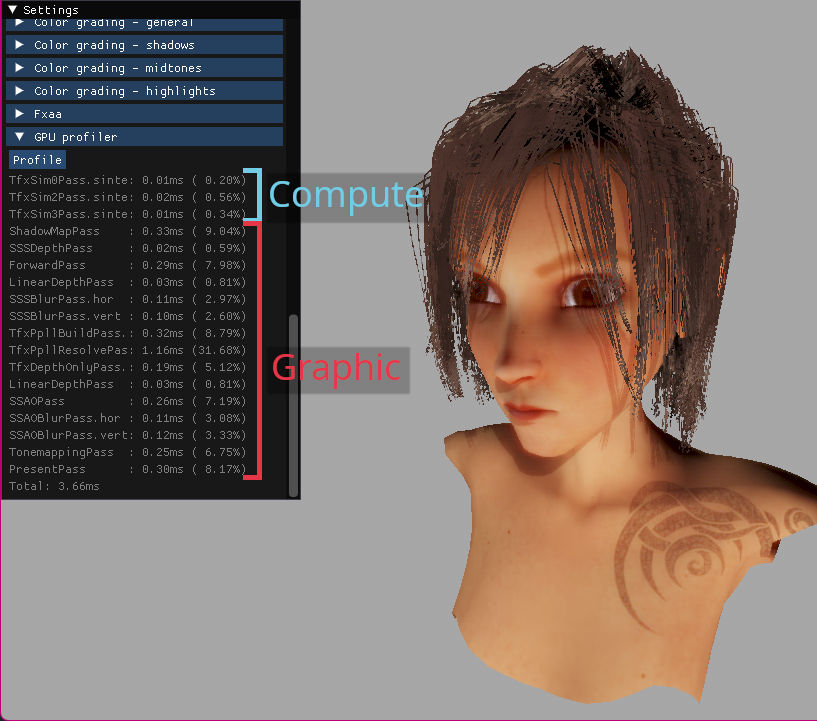 Settings
Color grading - general
Color grading - shadows
Color grading - midtones
Color grading - highlights
Fxaa
GPU profiler
Profile
TfxSim0Pass.sinte: 0.01ms ( 0.20%)
TfxSim2Pass.sinte: 0.02ms ( 0.56%)
TfxSim3Pass.sinte: 0.01ms ( 0.34%)
Compute
ShadowMapPass : 0.33ms ( 9.04%)
SSSDepthPass : 0.02ms ( 0.59%)
ForwardPass : 0.29ms ( 7.98%)
LinearDepthPass : 0.03ms ( 0.81%)
SSSBlurPass.hor : 0.11ms ( 2.97%)
SSSBlurPass.vert : 0.10ms ( 2.60%)
TfxPpllBuildPass.: 0.32ms ( 8.79%)
TfxPpllResolvePas: 1.16ms (31.68%)
TfxDepthOnlyPass.: 0.19ms ( 5.12%)
LinearDepthPass : 0.03ms ( 0.81%)
SSAOPass : 0.26ms ( 7.19%)
SSAOBlurPass.hor : 0.11ms ( 3.08%)
SSAOBlurPass.vert: 0.12ms ( 3.33%)
TonemappingPass : 0.25ms ( 6.75%)
PresentPass : 0.30ms ( 8.17%)
Graphic
Total: 3.66ms